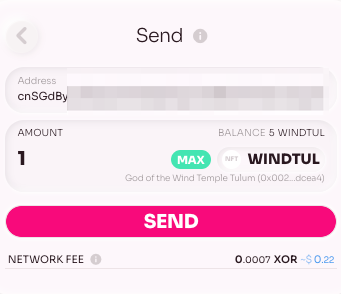 Send
Address
cnSGdBy
AMOUNT
BALANCE 5 WINDTUL
1
MAX
NFT
WINDTUL
God of the Wind Temple Tulum (0x002...dcea4)
SEND
NETWORK FEE
0.0007 XOR ~$ 0.22